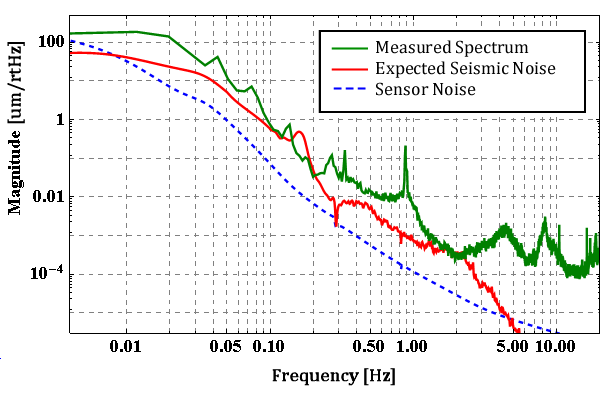 Measured Spectrum
Expected Seismic Noise
Sensor Noise
Magnitude [um/rtHz]
100
1
0.01
10⁻⁴
0.01 0.05 0.10 0.50 1.00 5.00 10.00
Frequency [Hz]